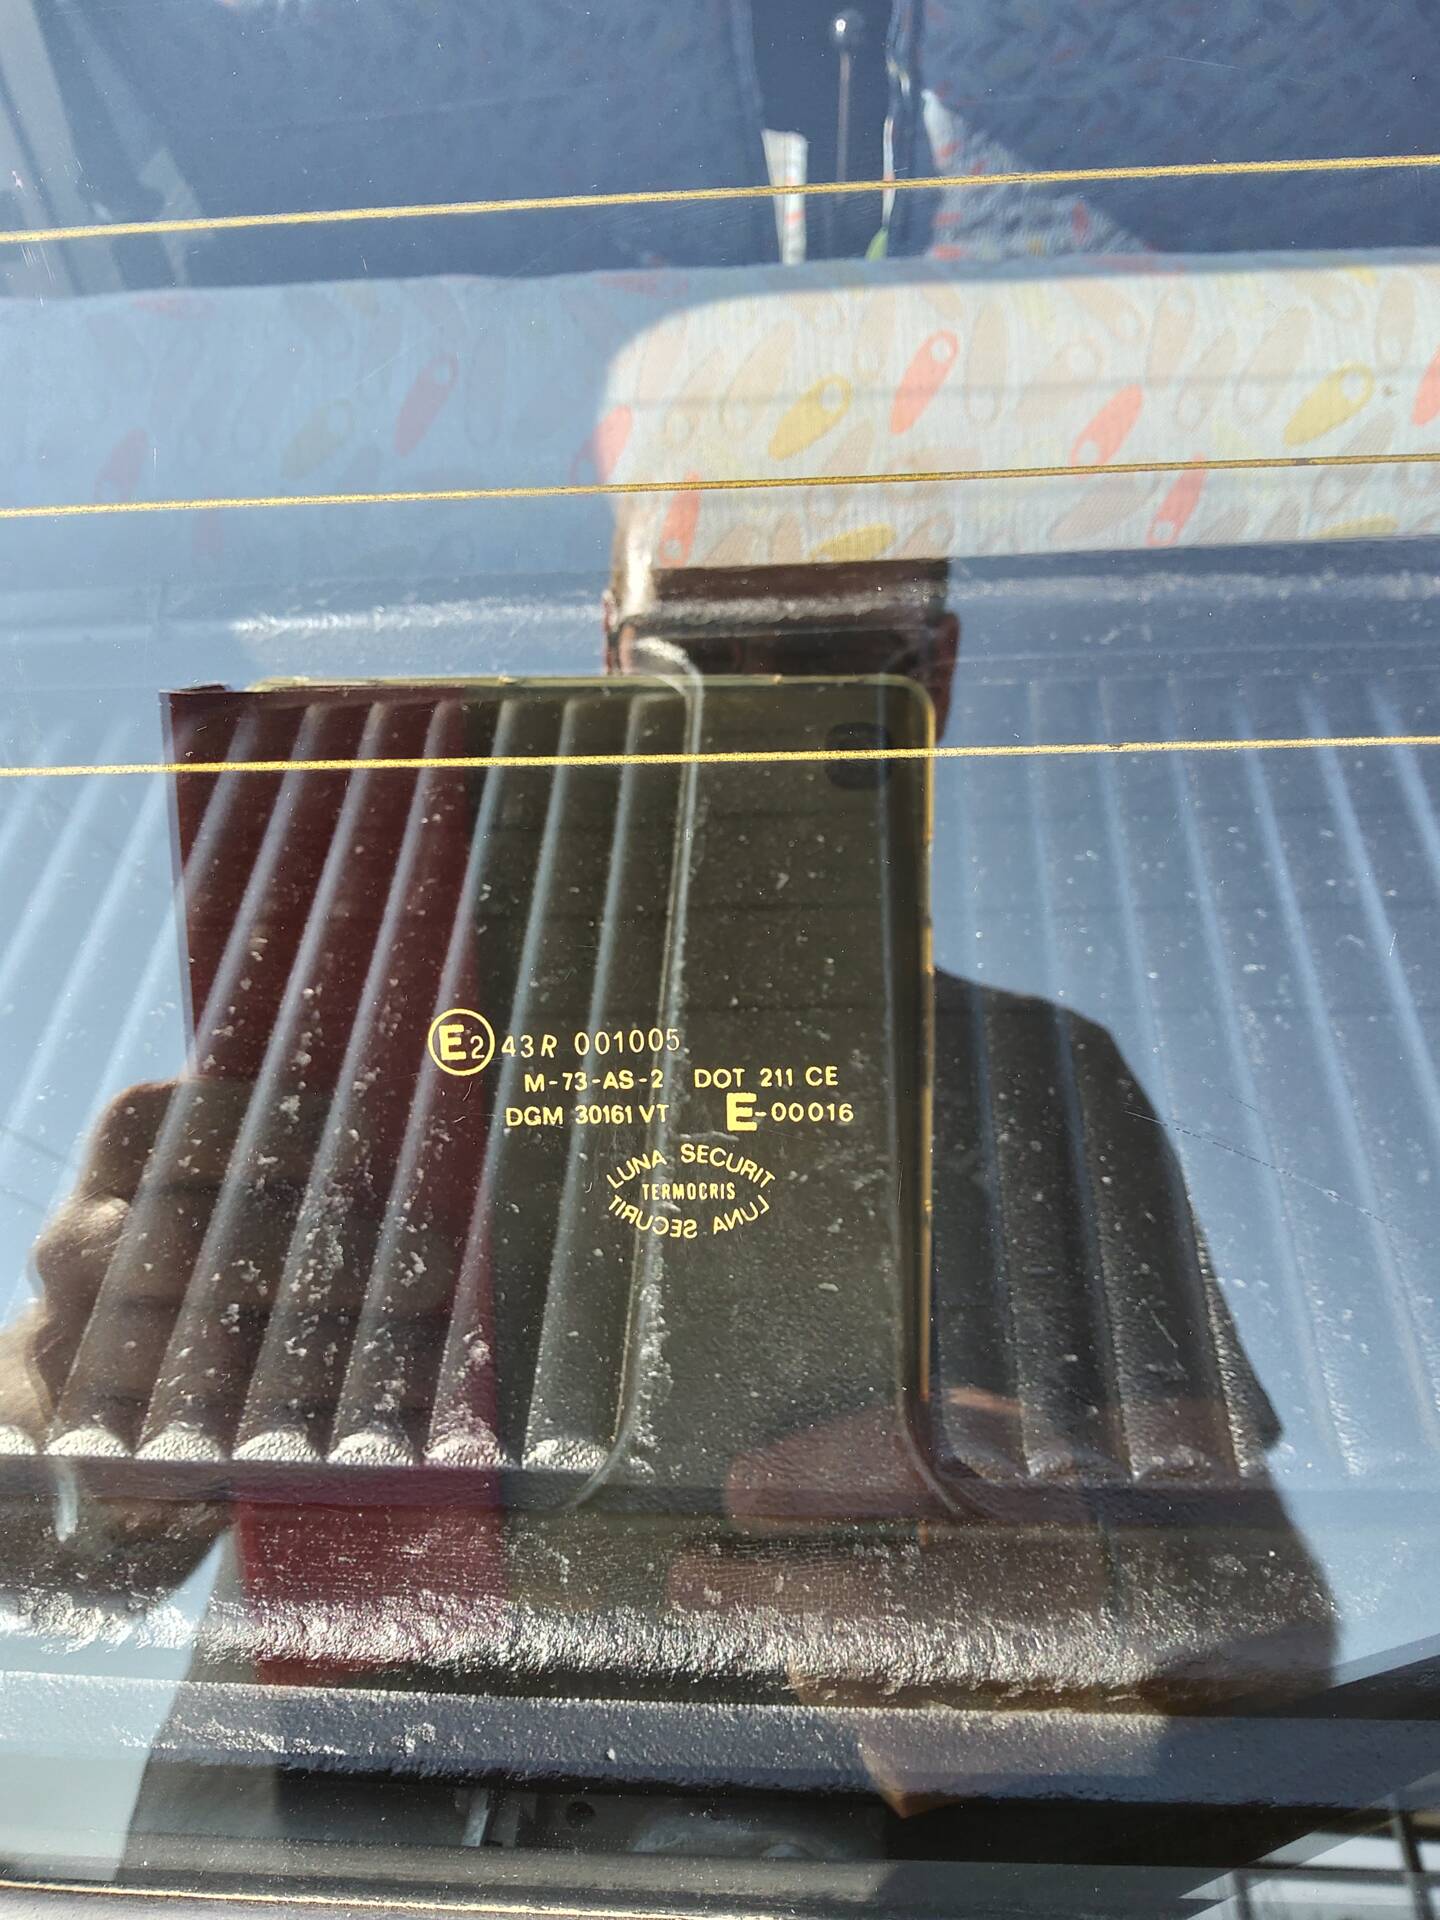 E2 43R 001005
M-73-AS-2 DOT 211 CE
DGM 30161 VT E-00016
LUNA SECURIT
TERMOCRIS
LUNA SECURIT